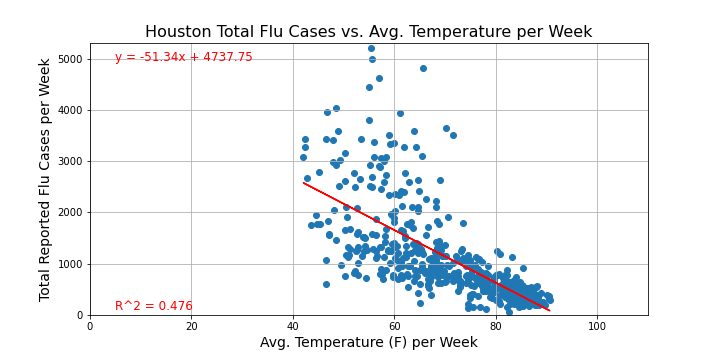 Houston Total Flu Cases vs. Avg. Temperature per Week
y = -51.34x + 4737.75
R^2 = 0.476
Total Reported Flu Cases per Week
5000
4000
3000
2000
1000
0
0 20 40 60 80 100
Avg. Temperature (F) per Week